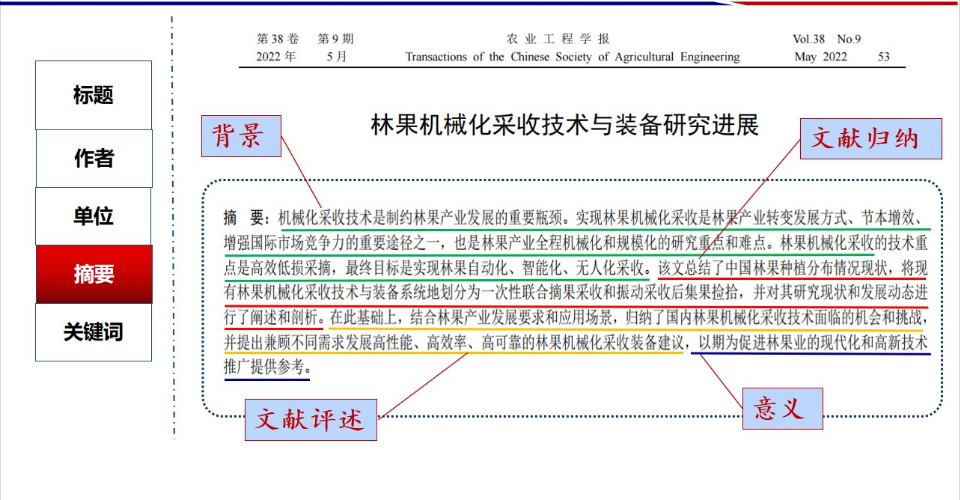 标题
作者
单位
摘要
关键词
第 38 卷 第 9 期 农 业 工 程 学 报 Vol.38 No.9
2022 年 5 月 Transactions of the Chinese Society of Agricultural Engineering May 2022 53
林果机械化采收技术与装备研究进展
背景
文献归纳
摘 要：机械化采收技术是制约林果产业发展的重要瓶颈。实现林果机械化采收是林果产业转变发展方式、节本增效、
增强国际市场竞争力的重要途径之一，也是林果产业全程机械化和规模化的研究重点和难点。林果机械化采收的技术重
点是高效低损采摘，最终目标是实现林果自动化、智能化、无人化采收。该文总结了中国林果种植分布情况现状，将现
有林果机械化采收技术与装备系统地划分为一次性联合摘果采收和振动采收后集果捡拾，并对其研究现状和发展动态进
行了阐述和剖析。在此基础上，结合林果产业发展要求和应用场景，归纳了国内林果机械化采收技术面临的机会和挑战，
并提出兼顾不同需求发展高性能、高效率、高可靠的林果机械化采收装备建议，以期为促进林果业的现代化和高新技术
推广提供参考。
文献评述
意义